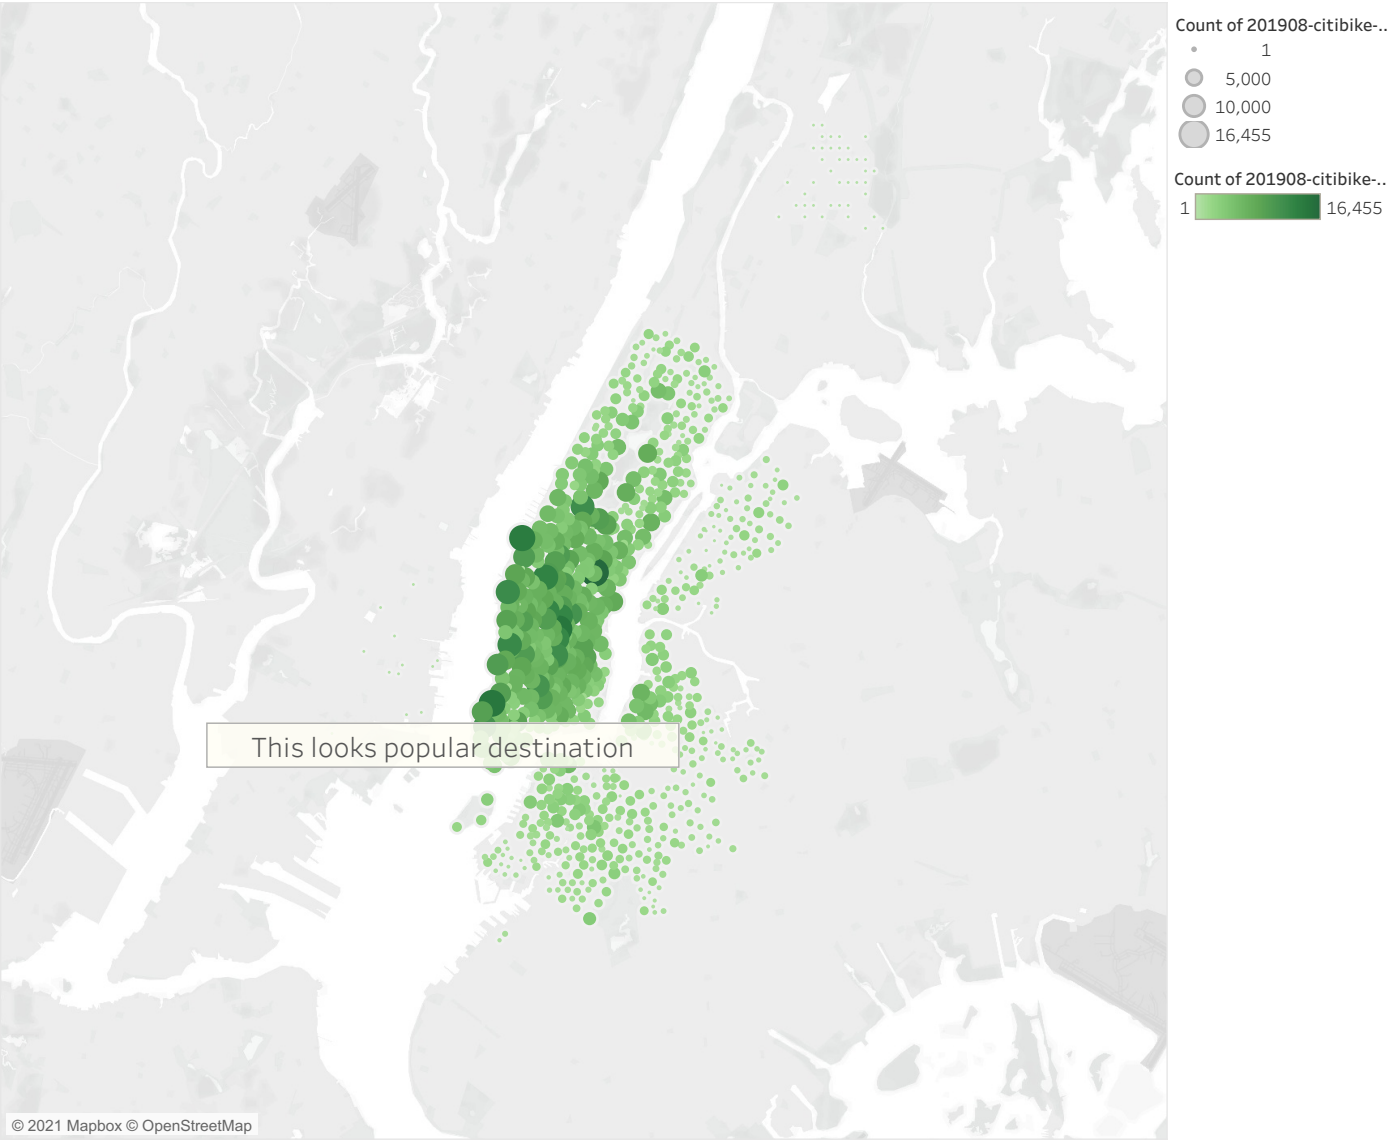 Count of 201908-citibike-..
1
5,000
10,000
16,455
Count of 201908-citibike-..
1 16,455
This looks popular destination
© 2021 Mapbox © OpenStreetMap